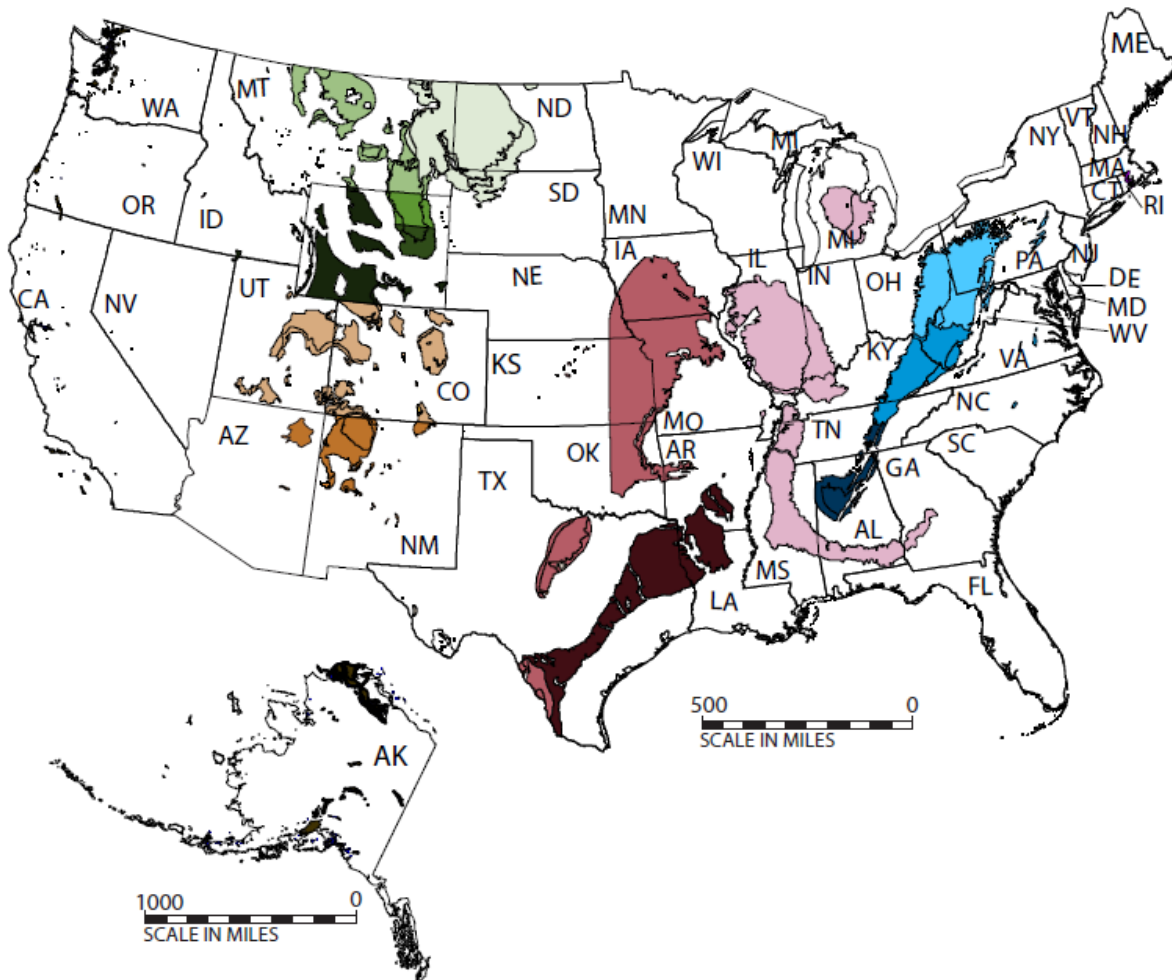 ME
WA
MT
ND
VT
NH
NY
MI
WI
MA
CT
RI
OR
ID
SD
MN
MI
IA
IL
IN
OH
PA
NJ
DE
MD
WV
NE
UT
CA
NV
CO
KS
KY
VA
MO
NC
TN
AZ
OK
AR
SC
GA
TX
NM
AL
MS
LA
FL
500 0
SCALE IN MILES
AK
1000 0
SCALE IN MILES